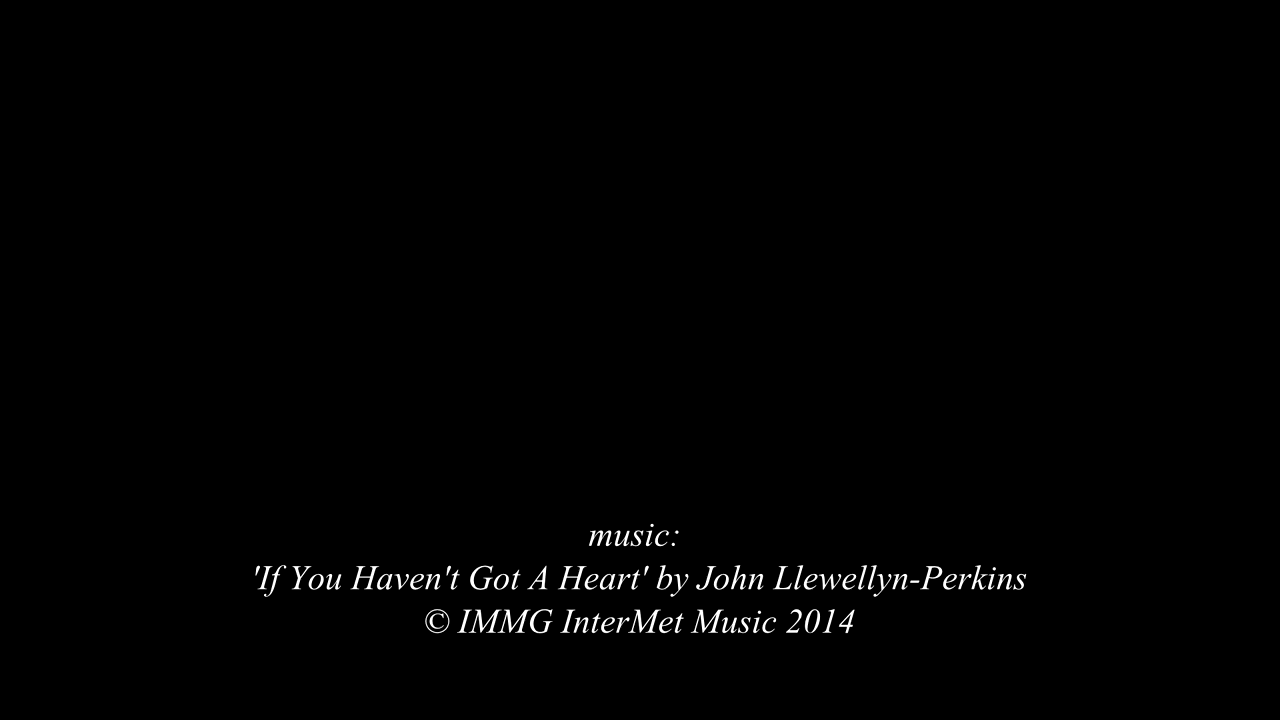 music:
'If You Haven't Got A Heart' by John Llewellyn-Perkins
© IMMG InterMet Music 2014